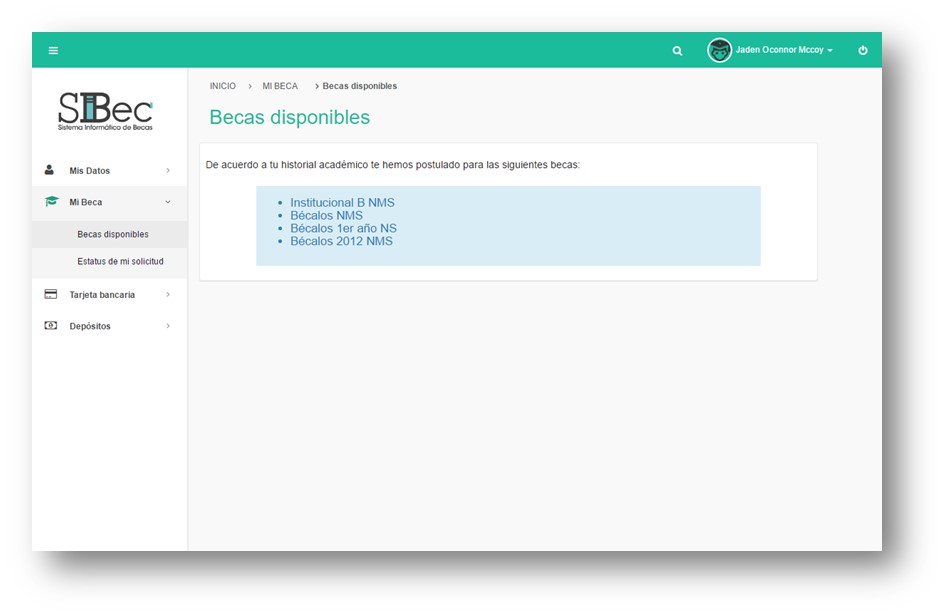 Jaden Oconnor Mccoy
SIBec
Sistema Informático de Becas
INICIO > MI BECA > Becas disponibles
Becas disponibles
Mis Datos
Mi Beca
Becas disponibles
Estatus de mi solicitud
Tarjeta bancaria
Depósitos
De acuerdo a tu historial académico te hemos postulado para las siguientes becas:
• Institucional B NMS
• Bécalos NMS
• Bécalos 1er año NS
• Bécalos 2012 NMS